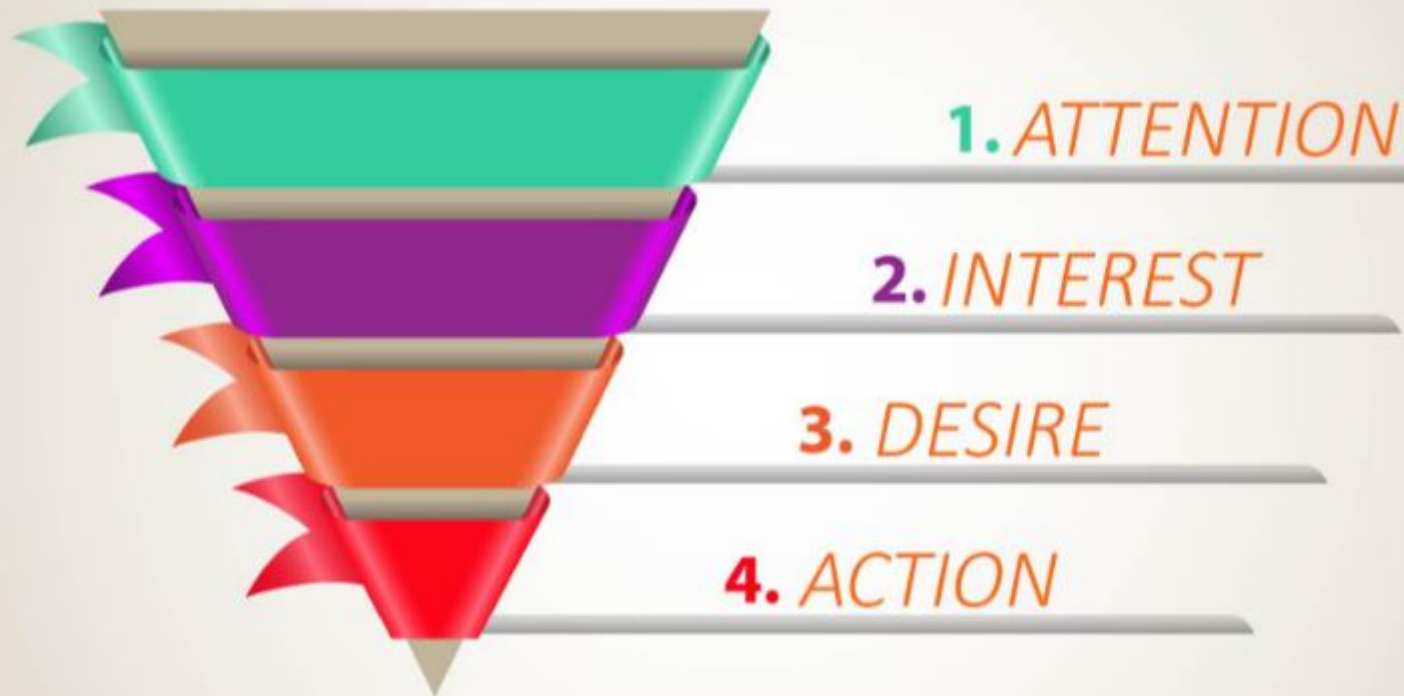 1. ATTENTION
2. INTEREST
3. DESIRE
4. ACTION